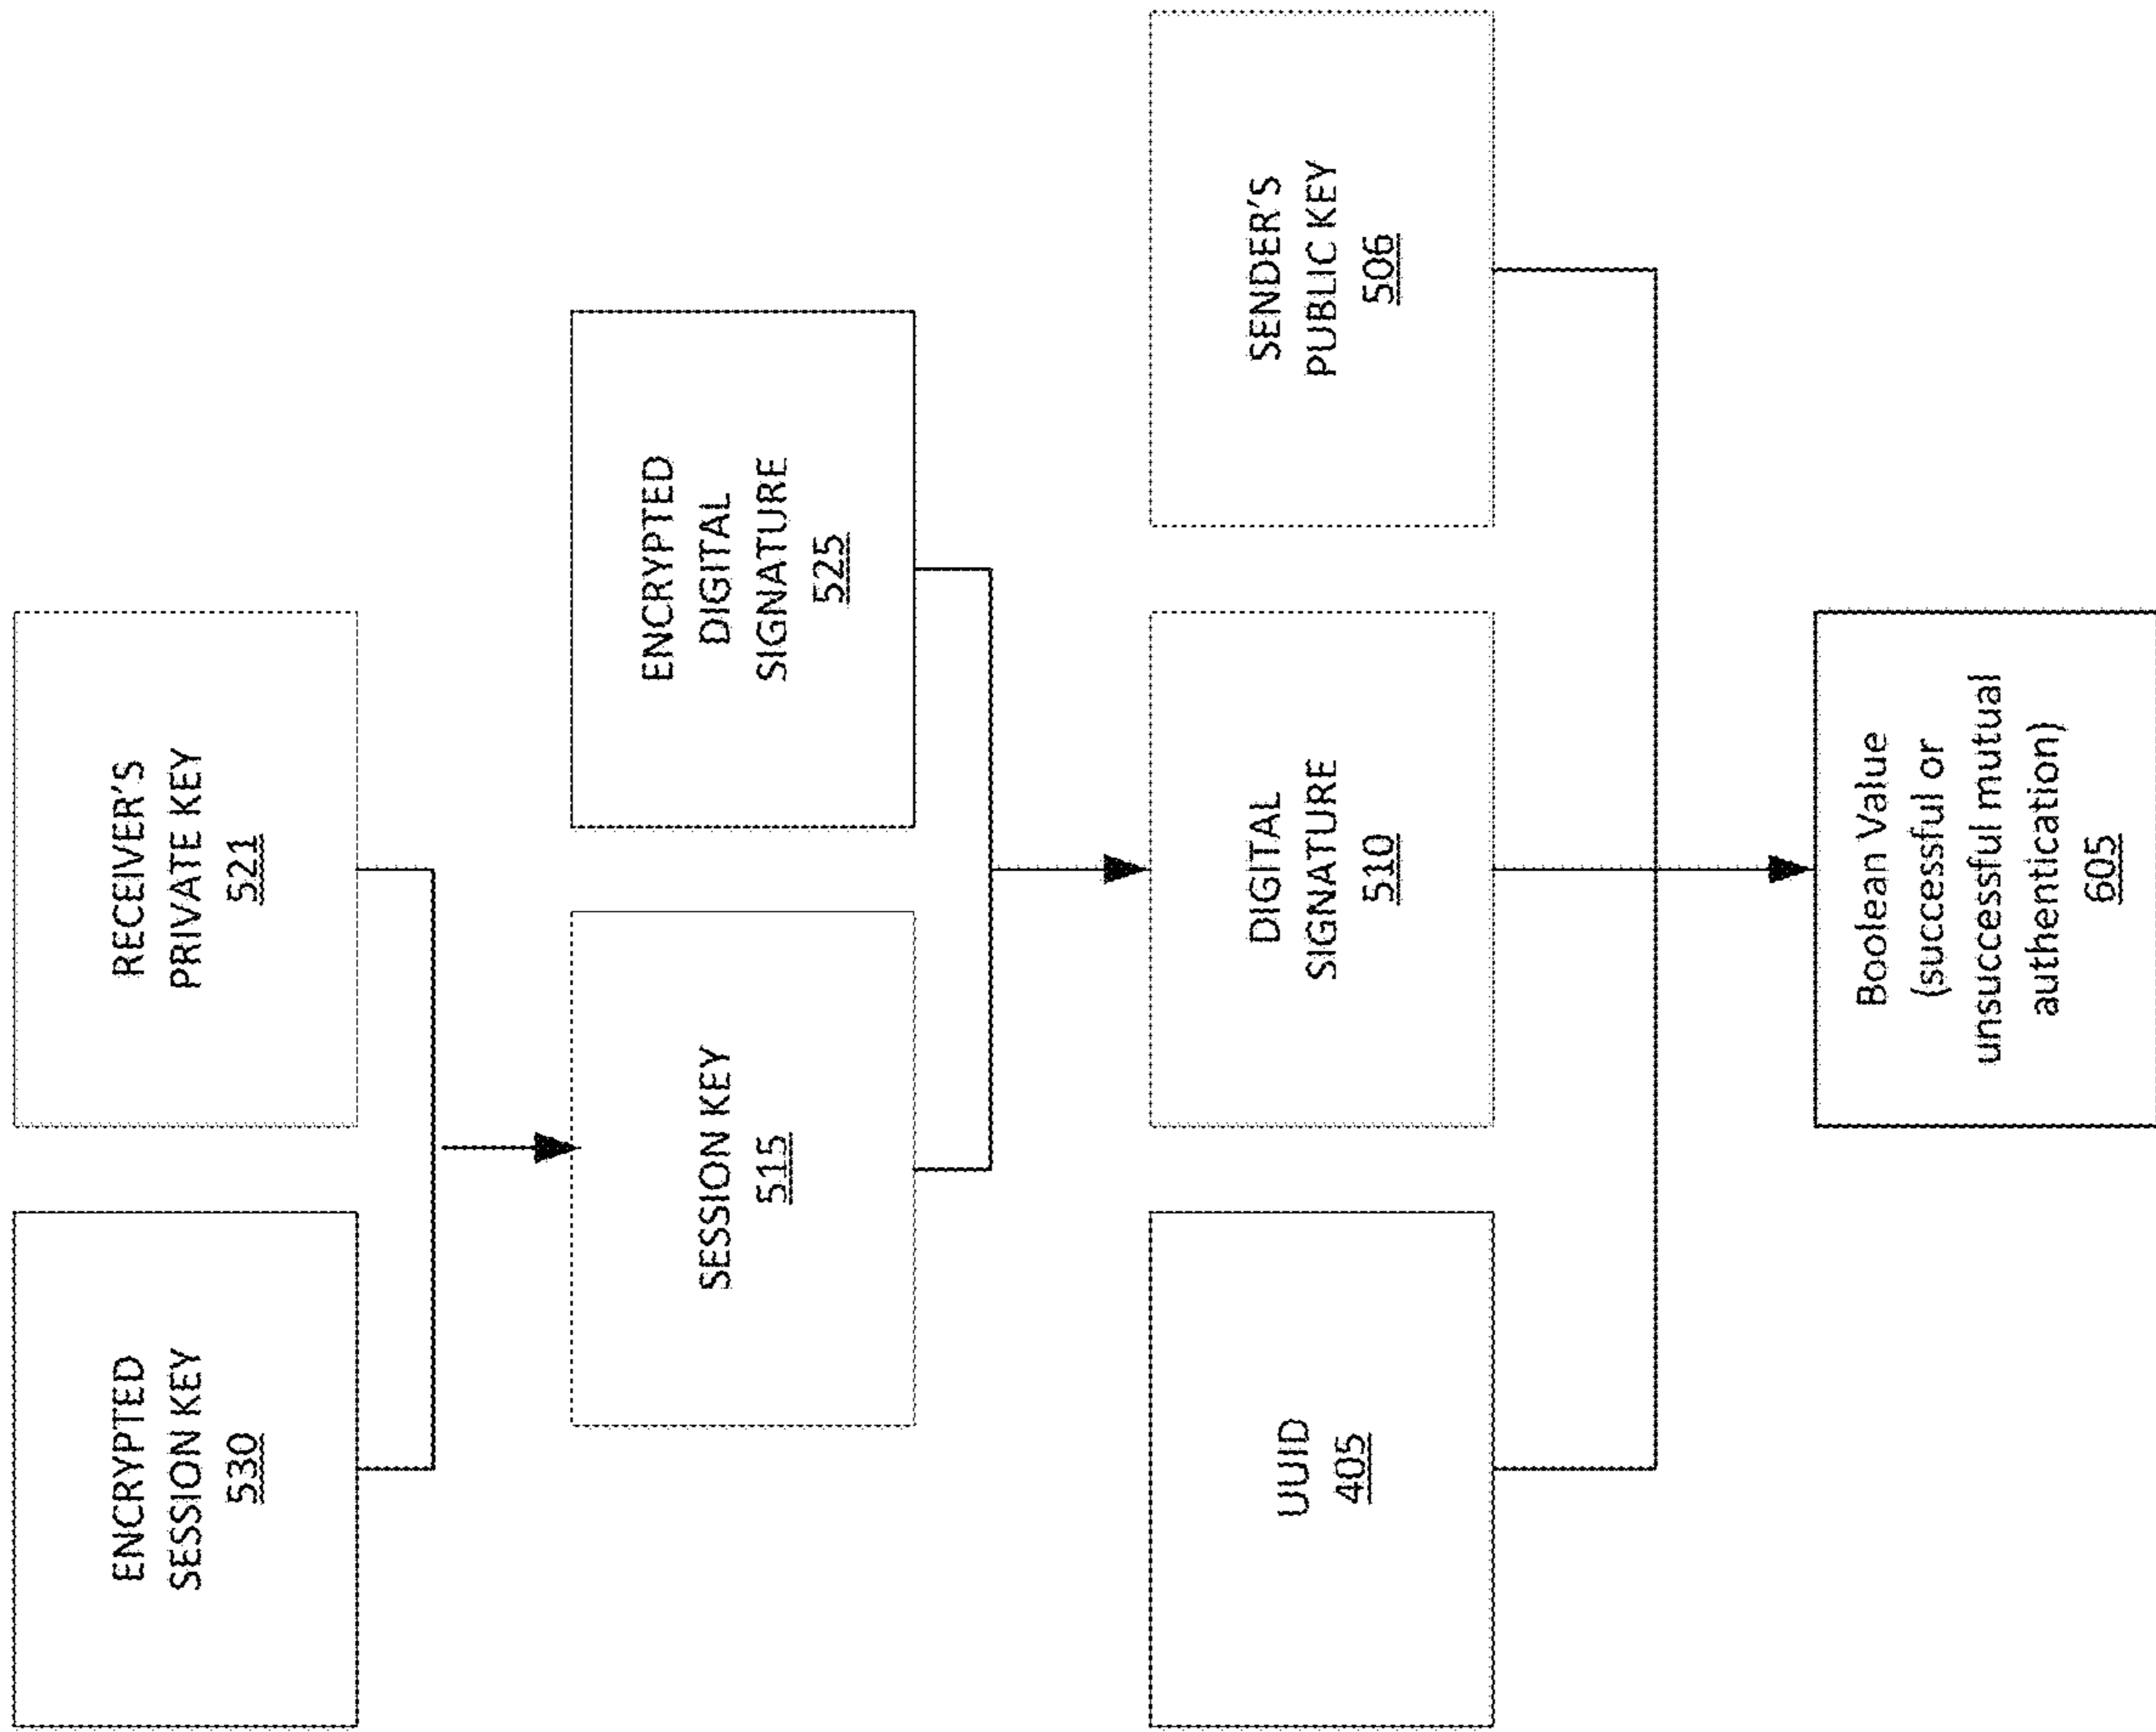 ENCRYPTED
SESSION KEY
530
RECEIVER'S
PRIVATE KEY
521
SESSION KEY
515
ENCRYPTED
DIGITAL
SIGNATURE
525
UUID
405
DIGITAL
SIGNATURE
510
SENDER'S
PUBLIC KEY
506
Boolean Value
(successful or
unsuccessful mutual
authentication)
605